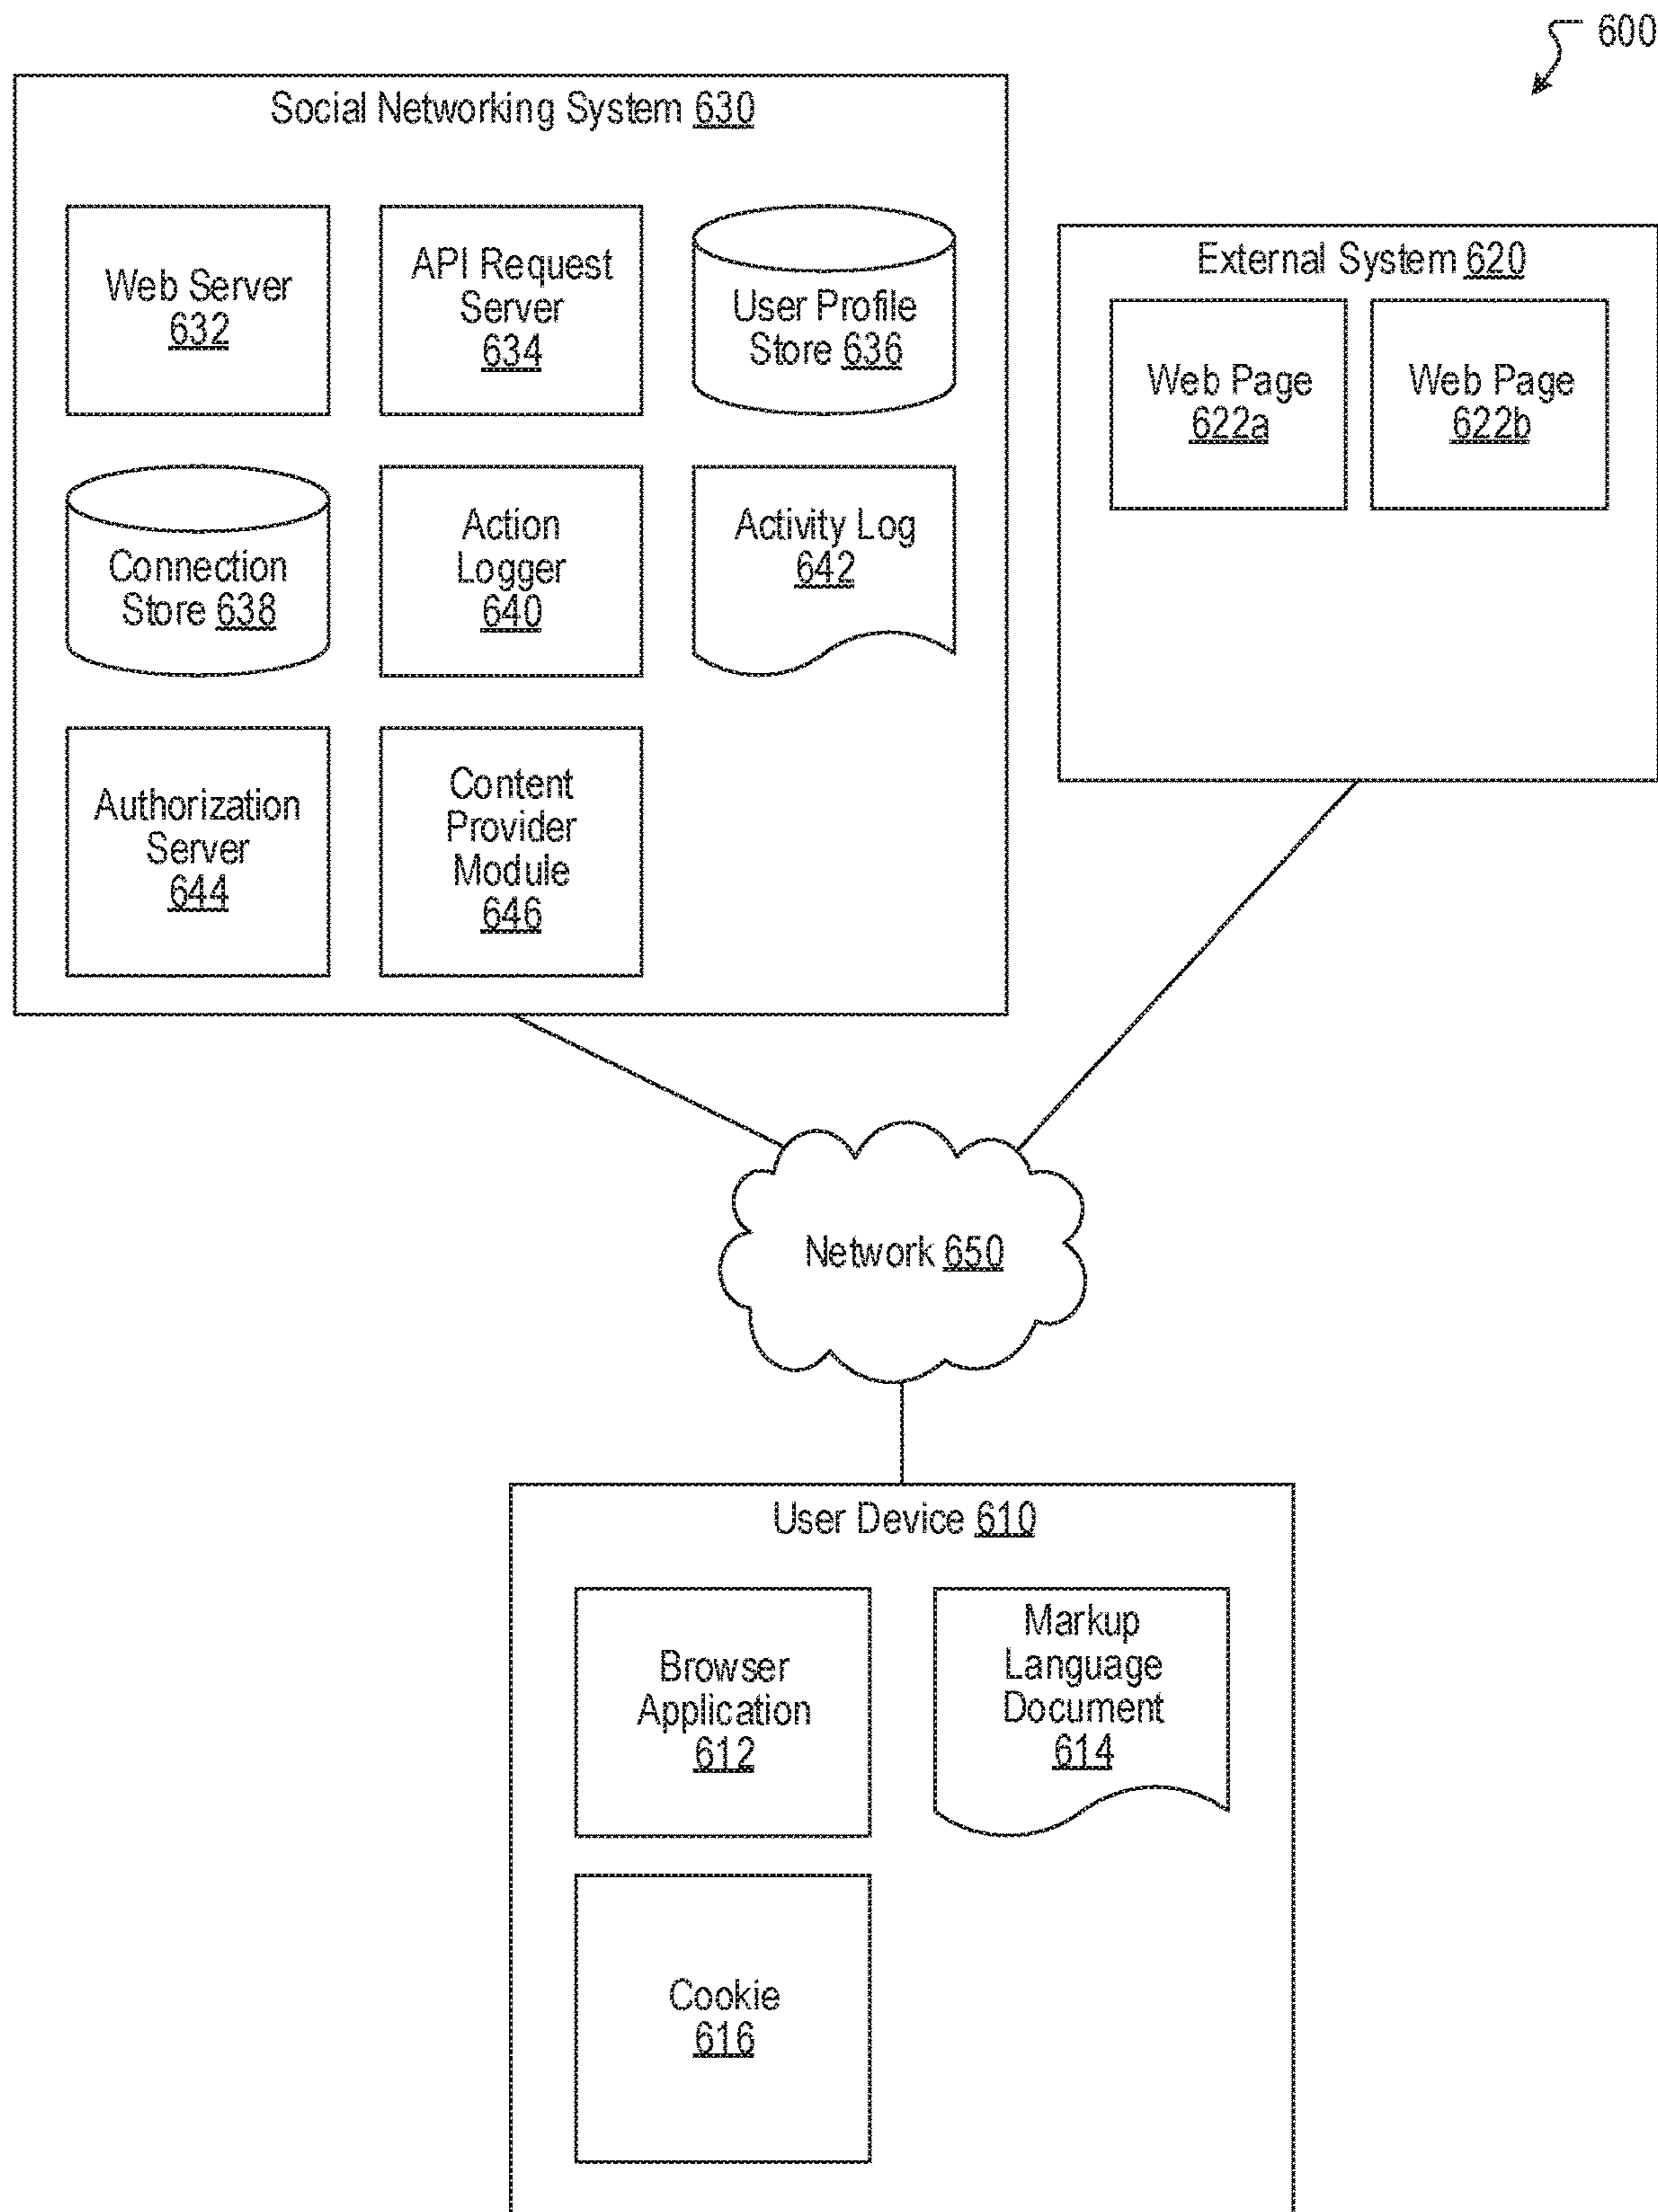 600
Social Networking System 630
Web Server
632
API Request
Server
634
User Profile
Store 636
Connection
Store 638
Action
Logger
640
Activity Log
642
Authorization
Server
644
Content
Provider
Module
646
External System 620
Web Page
622a
Web Page
622b
Network 650
User Device 610
Browser
Application
612
Markup
Language
Document
614
Cookie
616